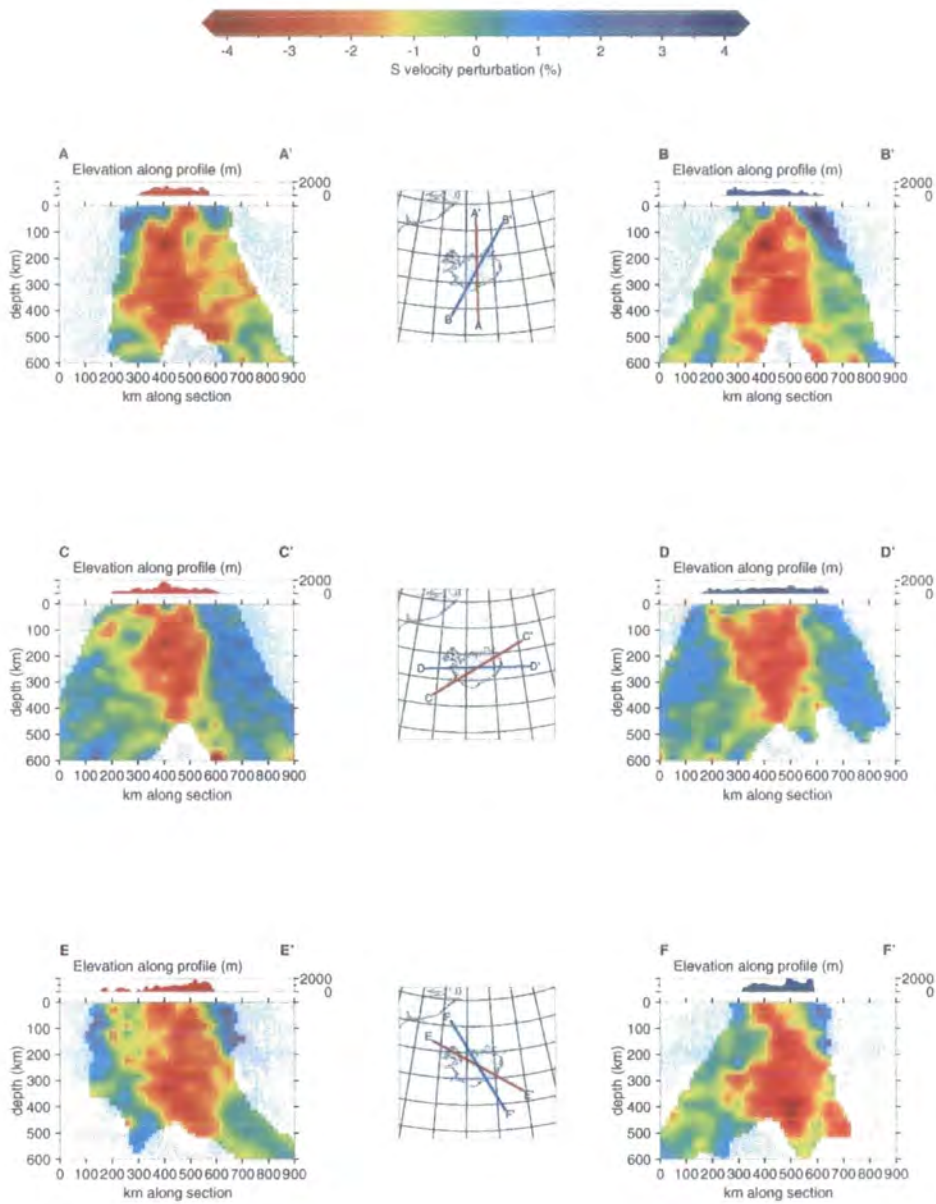 -4 -3 -2 -1 0 1 2 3 4
S velocity perturbation (%)
A A'
Elevation along profile (m)
2000
0
0
100
200
300
400
500
600
depth (km)
0 100 200 300 400 500 600 700 800 900
km along section
A'
B'
B
A
B B'
Elevation along profile (m)
2000
0
0
100
200
300
400
500
600
depth (km)
0 100 200 300 400 500 600 700 800 900
km along section
C C'
Elevation along profile (m)
2000
0
0
100
200
300
400
500
600
depth (km)
0 100 200 300 400 500 600 700 800 900
km along section
C'
D D'
C
D D'
Elevation along profile (m)
2000
0
0
100
200
300
400
500
600
depth (km)
0 100 200 300 400 500 600 700 800 900
km along section
E E'
Elevation along profile (m)
2000
0
0
100
200
300
400
500
600
depth (km)
0 100 200 300 400 500 600 700 800 900
km along section
F
E
E'
F'
F F'
Elevation along profile (m)
2000
0
0
100
200
300
400
500
600
depth (km)
0 100 200 300 400 500 600 700 800 900
km along section